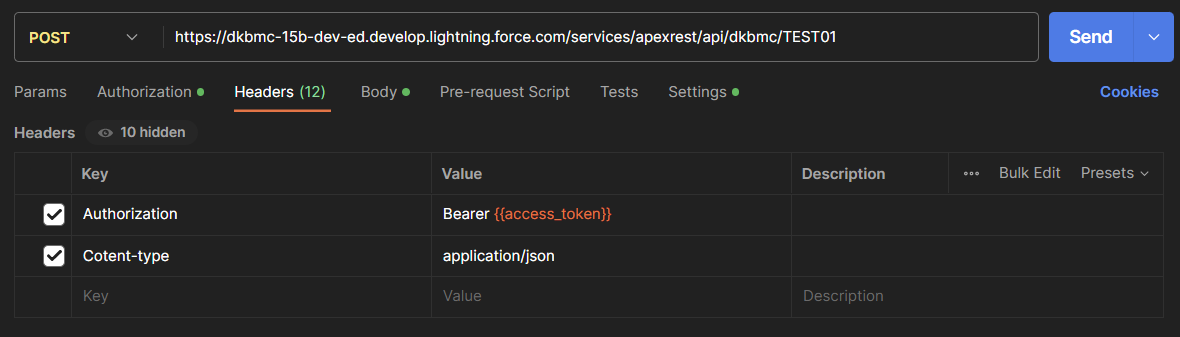 POST https://dkbmc-15b-dev-ed.develop.lightning.force.com/services/apexrest/api/dkbmc/TEST01 Send
Params Authorization Headers (12) Body Pre-request Script Tests Settings Cookies
Headers 10 hidden
Key Value Description Bulk Edit Presets
Authorization Bearer {{access_token}}
Cotent-type application/json
Key Value Description